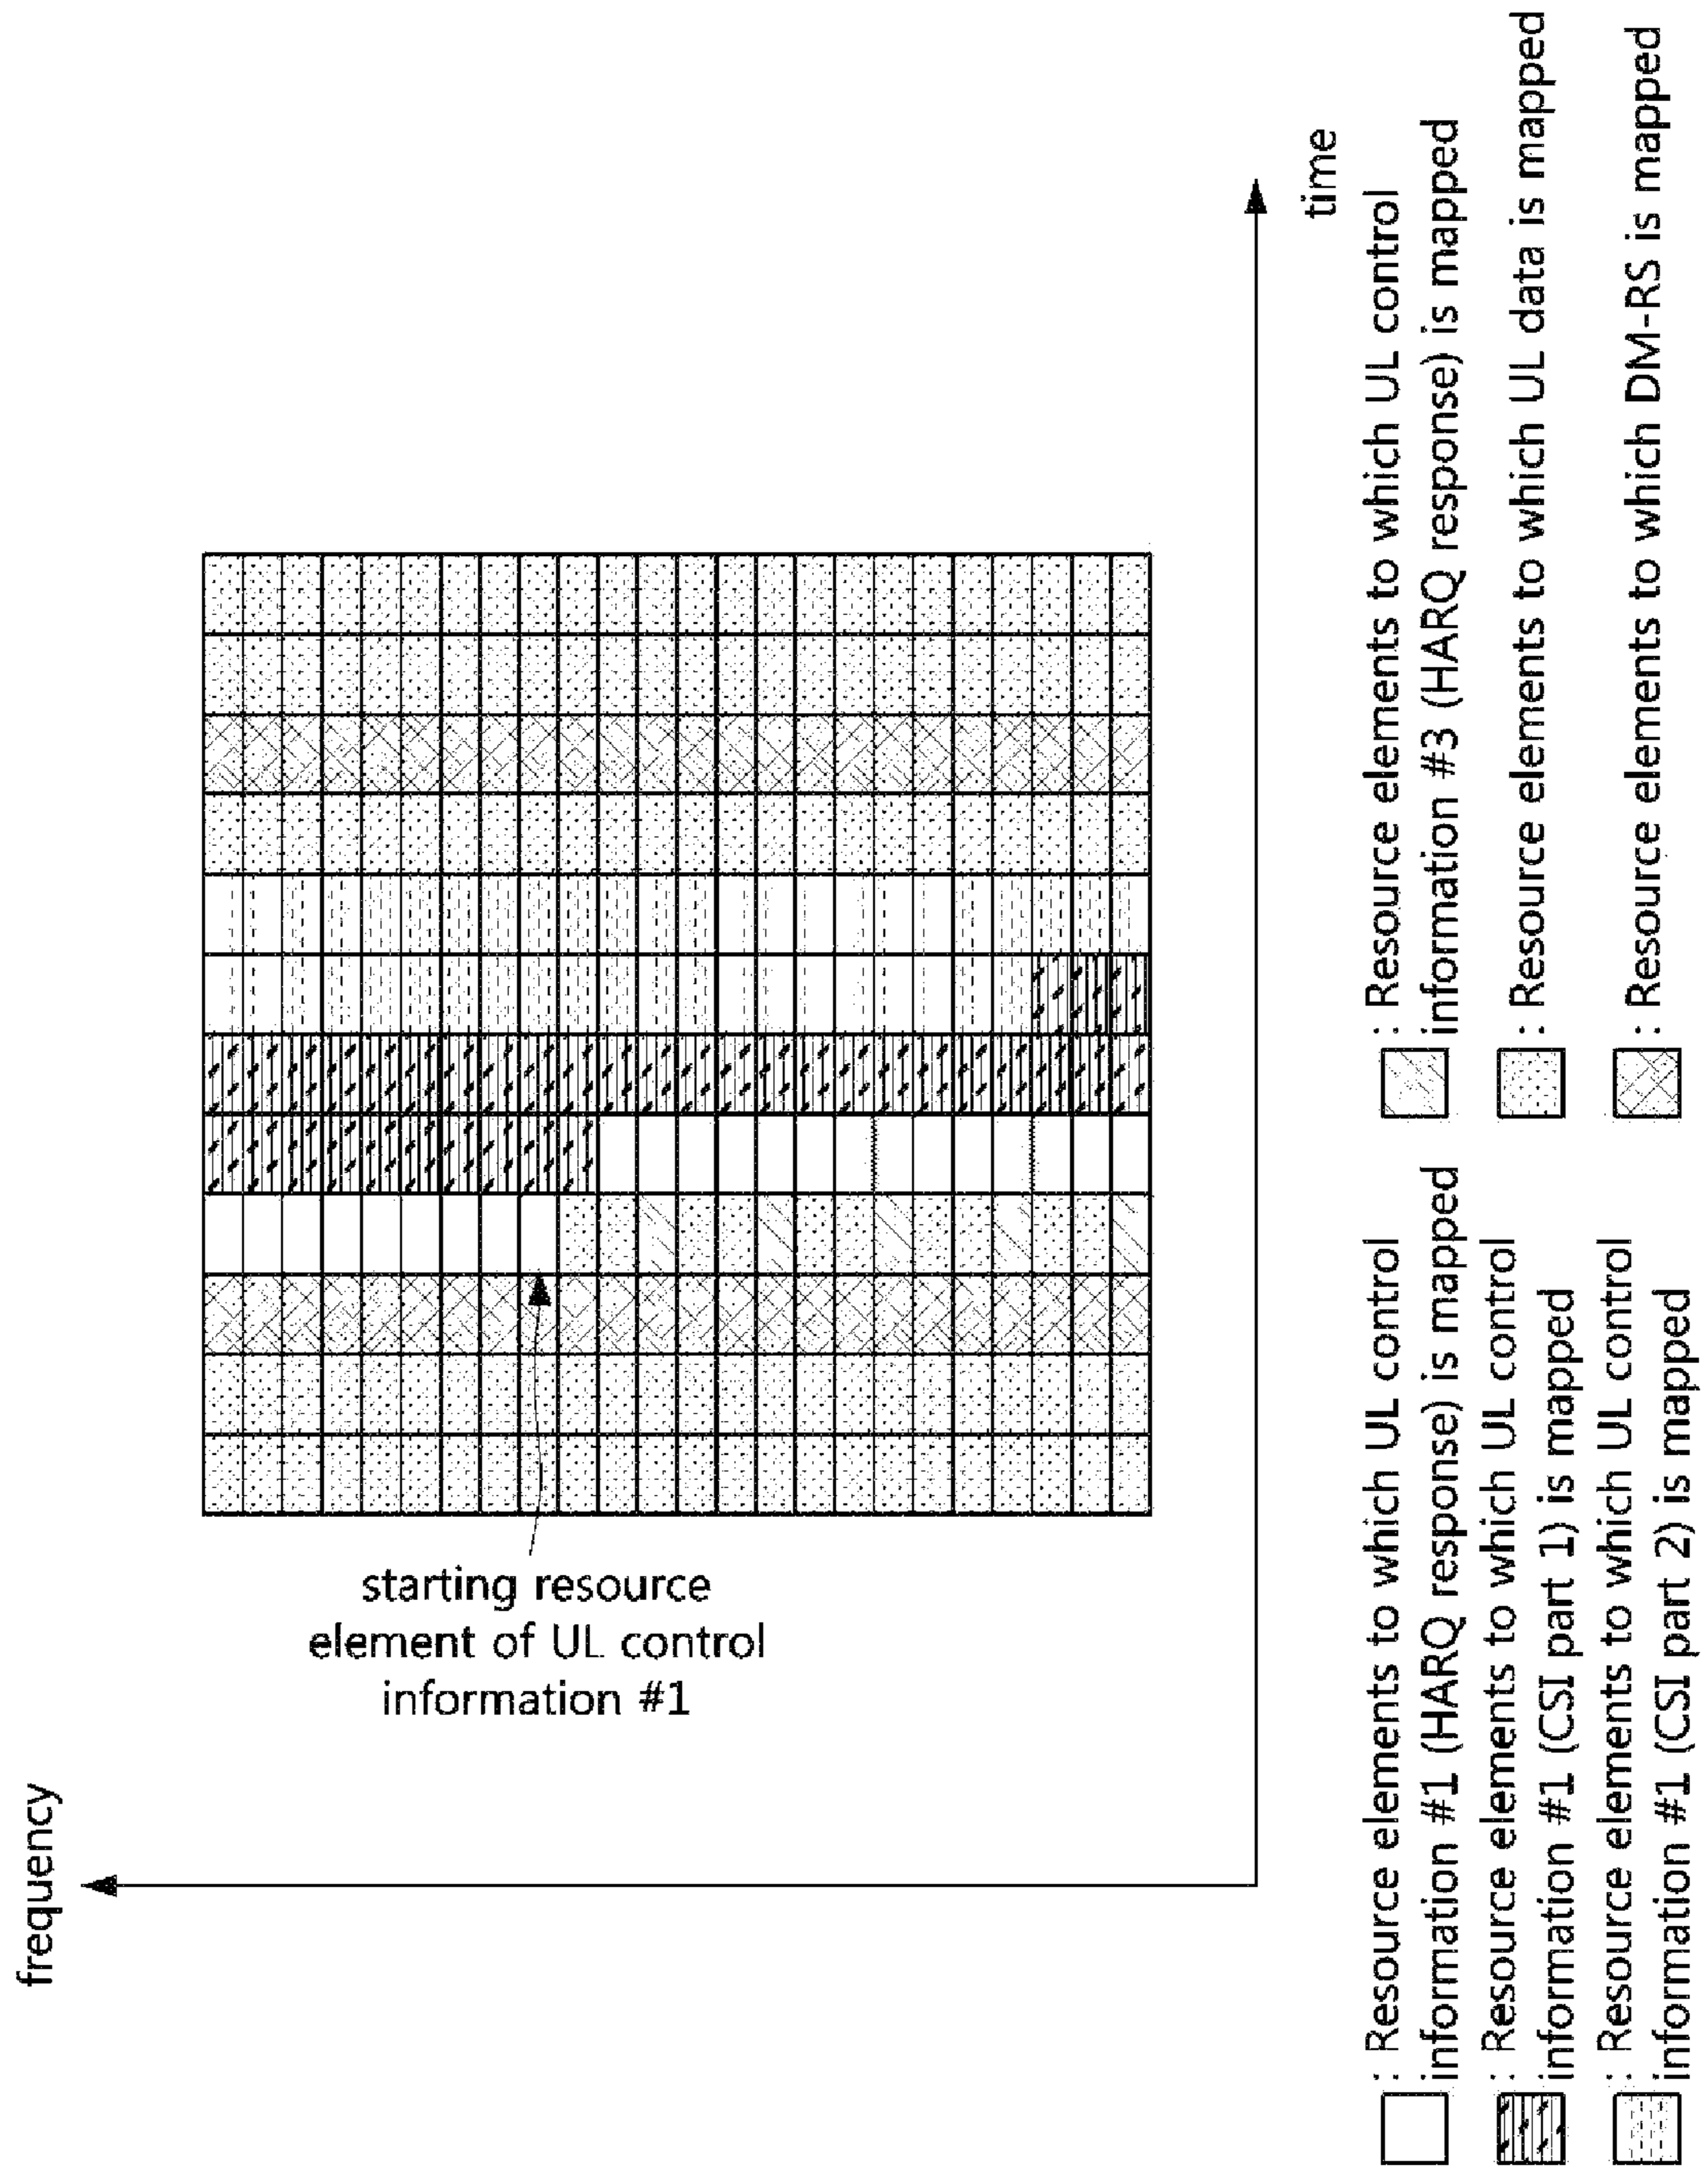 frequency
starting resource
element of UL control
information #1
time
: Resource elements to which UL control
information #1 (HARQ response) is mapped
: Resource elements to which UL control
information #1 (CSI part 1) is mapped
: Resource elements to which UL control
information #1 (CSI part 2) is mapped
: Resource elements to which UL control
information #3 (HARQ response) is mapped
: Resource elements to which UL data is mapped
: Resource elements to which DM-RS is mapped